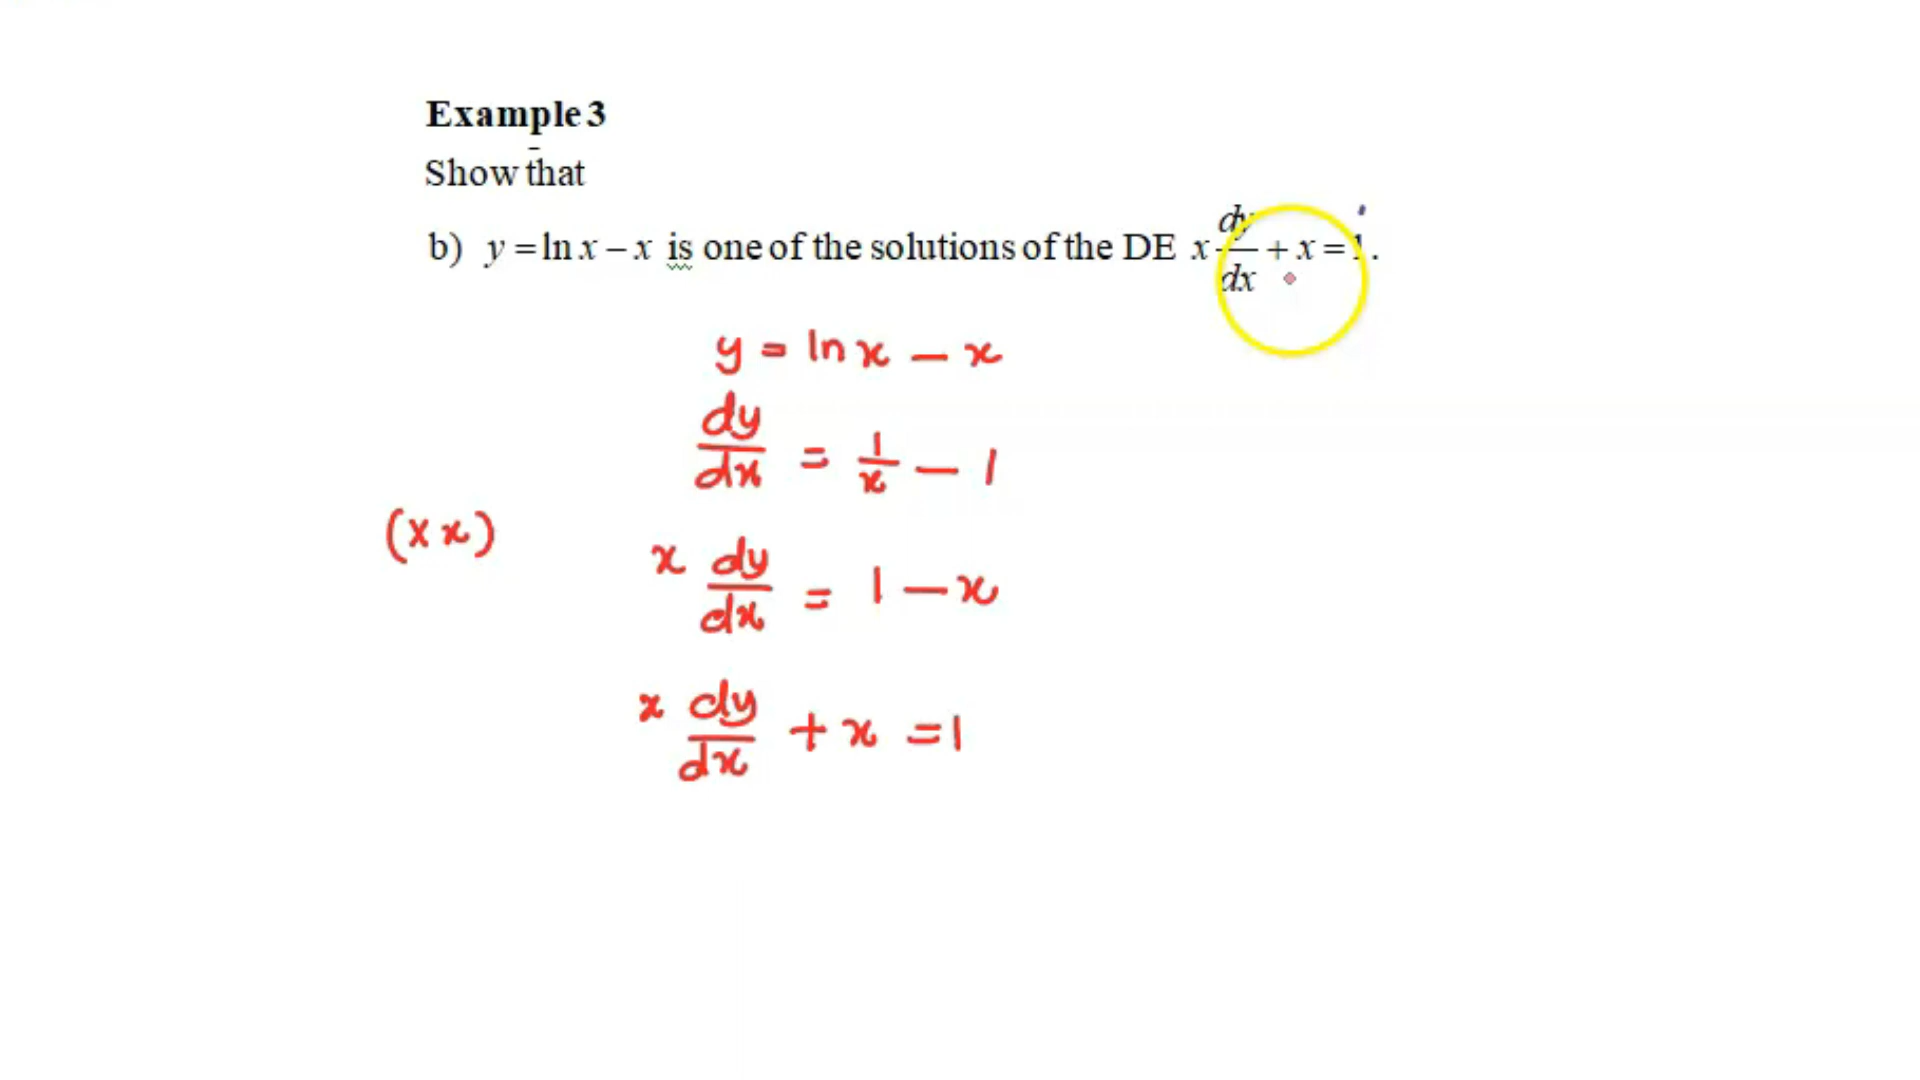 Example 3
Show that
b) y = ln x − x is one of the solutions of the DE x dy/dx + x = 1.
y = ln x − x
dy/dx = 1/x − 1
(× x)
x dy/dx = 1 − x
x dy/dx + x = 1